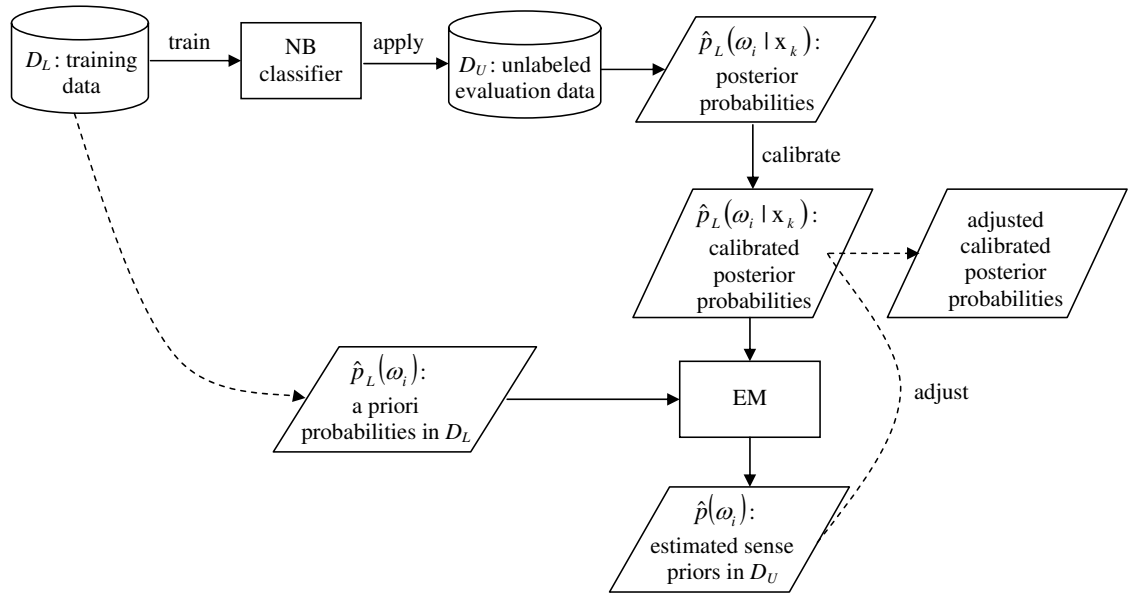 D_L: training
data
train
NB
classifier
apply
D_U: unlabeled
evaluation data
p̂_L(ω_i | x_k):
posterior
probabilities
calibrate
p̂_L(ω_i | x_k):
calibrated
posterior
probabilities
adjusted
calibrated
posterior
probabilities
p̂_L(ω_i):
a priori
probabilities in D_L
EM
adjust
p̂(ω_i):
estimated sense
priors in D_U